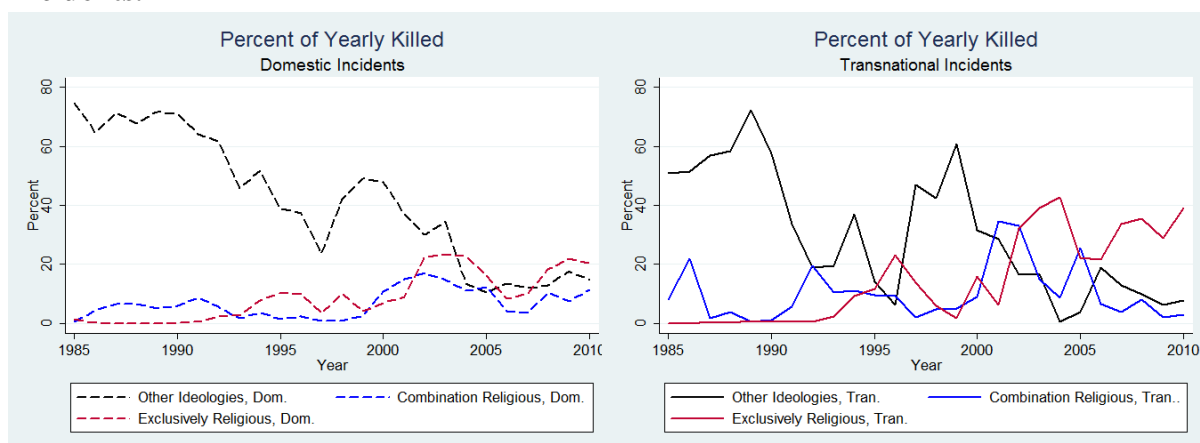 Percent of Yearly Killed
Domestic Incidents
80
60
40
20
0
Percent
1985
1990
1995
2000
2005
2010
Year
Other Ideologies, Dom.
Combination Religious, Dom.
Exclusively Religious, Dom.
Percent of Yearly Killed
Transnational Incidents
80
60
40
20
0
Percent
1985
1990
1995
2000
2005
2010
Year
Other Ideologies, Tran.
Combination Religious, Tran..
Exclusively Religious, Tran.